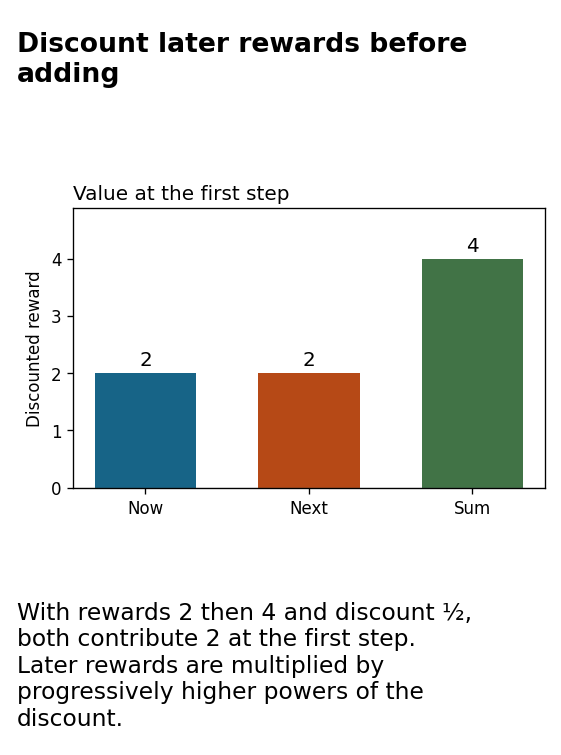 Discount later rewards before
adding
Value at the first step
Discounted reward
4
3
2
1
0
2
2
4
Now
Next
Sum
With rewards 2 then 4 and discount ½,
both contribute 2 at the first step.
Later rewards are multiplied by
progressively higher powers of the
discount.